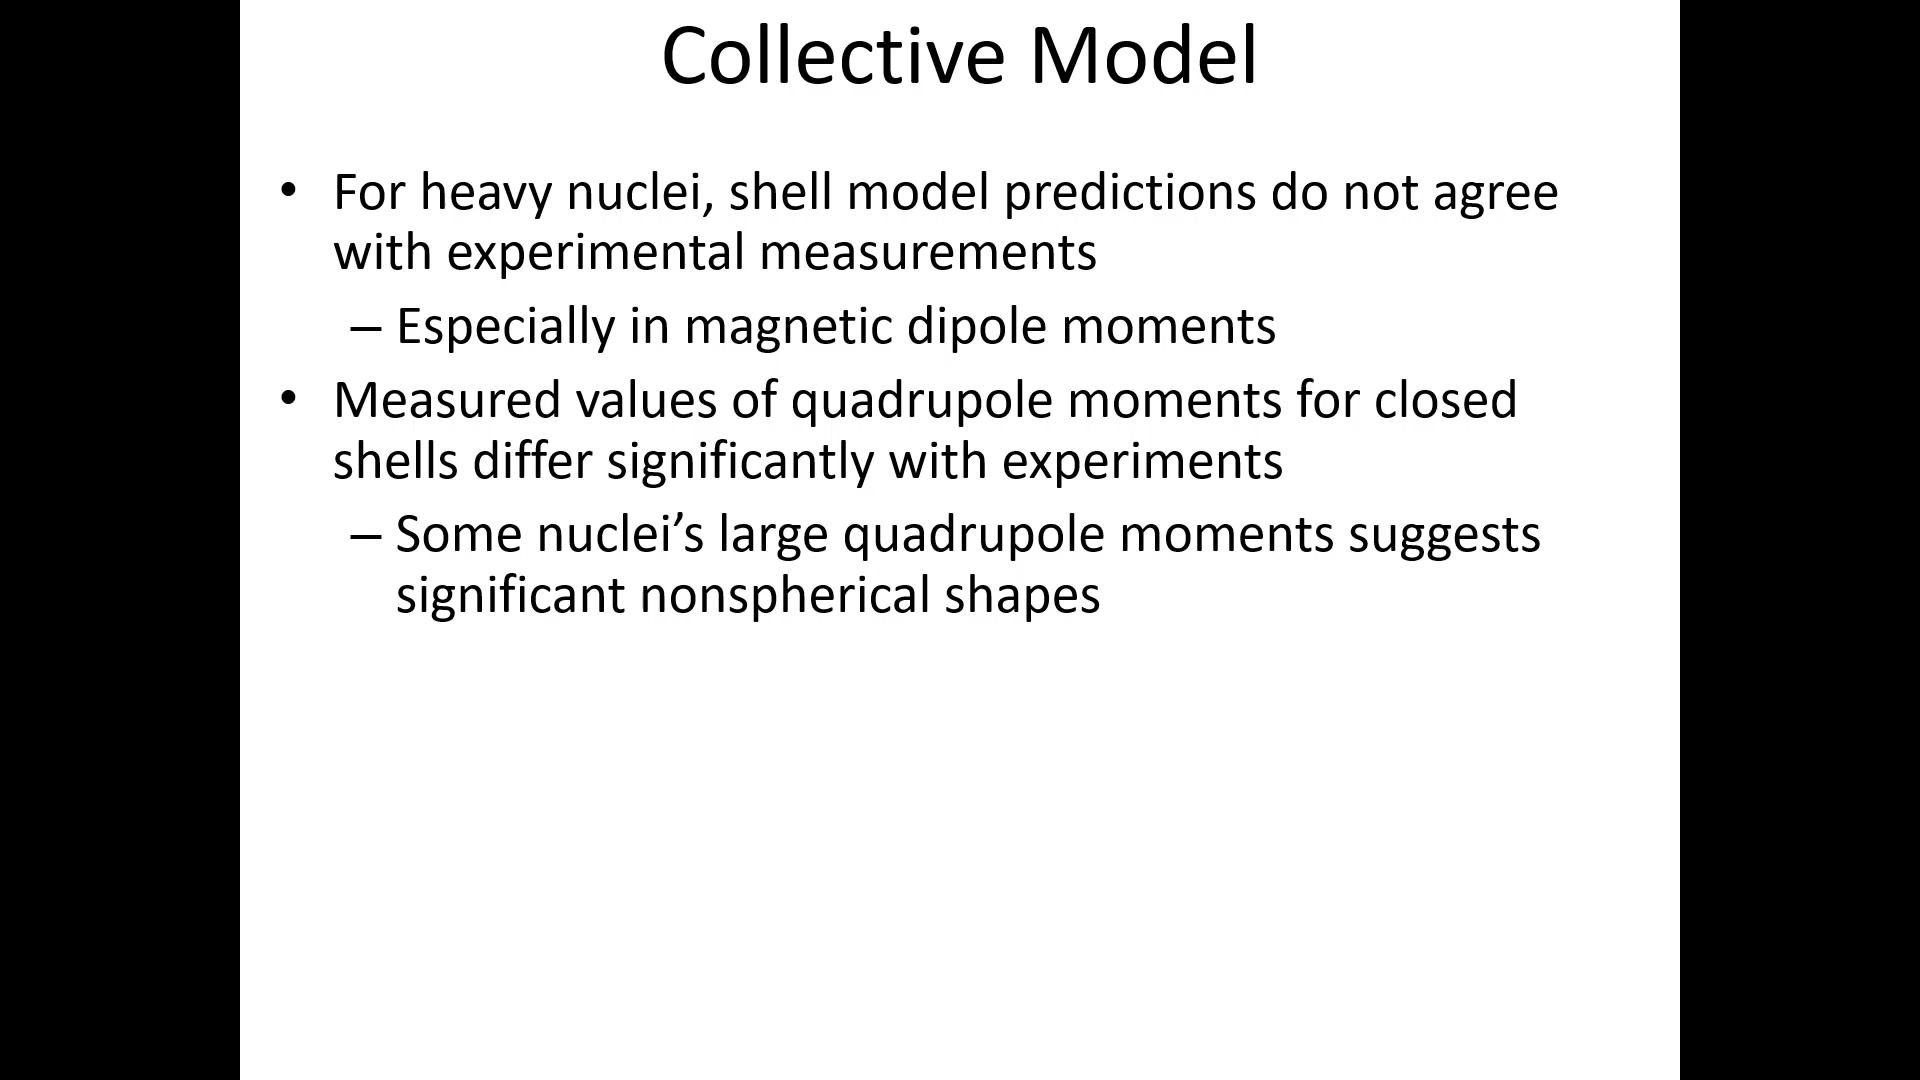 Collective Model
• For heavy nuclei, shell model predictions do not agree
with experimental measurements
– Especially in magnetic dipole moments
• Measured values of quadrupole moments for closed
shells differ significantly with experiments
– Some nuclei’s large quadrupole moments suggests
significant nonspherical shapes